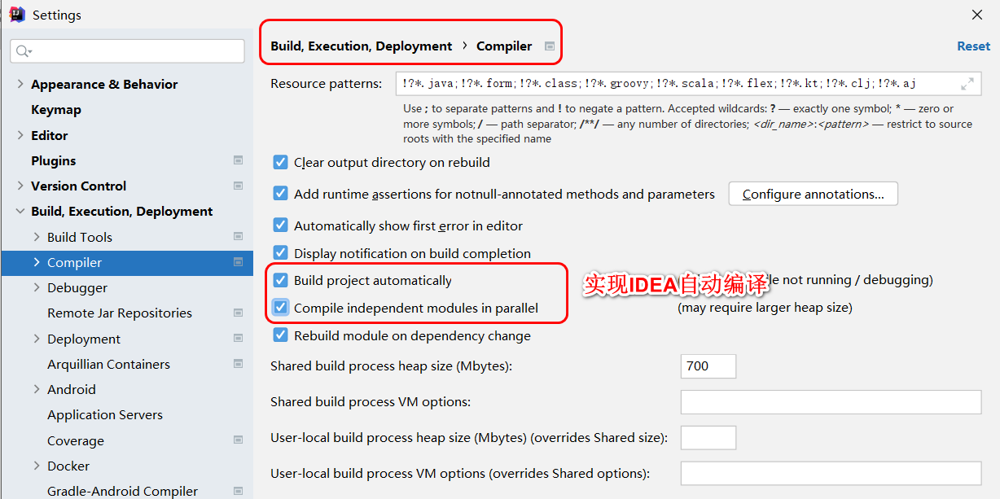 Settings
Appearance & Behavior
Keymap
Editor
Plugins
Version Control
Build, Execution, Deployment
Build Tools
Compiler
Debugger
Remote Jar Repositories
Deployment
Arquillian Containers
Android
Application Servers
Coverage
Docker
Gradle-Android Compiler
Build, Execution, Deployment › Compiler
Reset
Resource patterns: !?*.java;!?*.form;!?*.class;!?*.groovy;!?*.scala;!?*.flex;!?*.kt;!?*.clj;!?*.aj
Use ; to separate patterns and ! to negate a pattern. Accepted wildcards: ? — exactly one symbol; * — zero or
more symbols; / — path separator; /**/ — any number of directories; <dir_name>:<pattern> — restrict to source
roots with the specified name
Clear output directory on rebuild
Add runtime assertions for notnull-annotated methods and parameters Configure annotations...
Automatically show first error in editor
Display notification on build completion
Build project automatically 实现IDEA自动编译 not running / debugging)
Compile independent modules in parallel (may require larger heap size)
Rebuild module on dependency change
Shared build process heap size (Mbytes): 700
Shared build process VM options:
User-local build process heap size (Mbytes) (overrides Shared size):
User-local build process VM options (overrides Shared options):